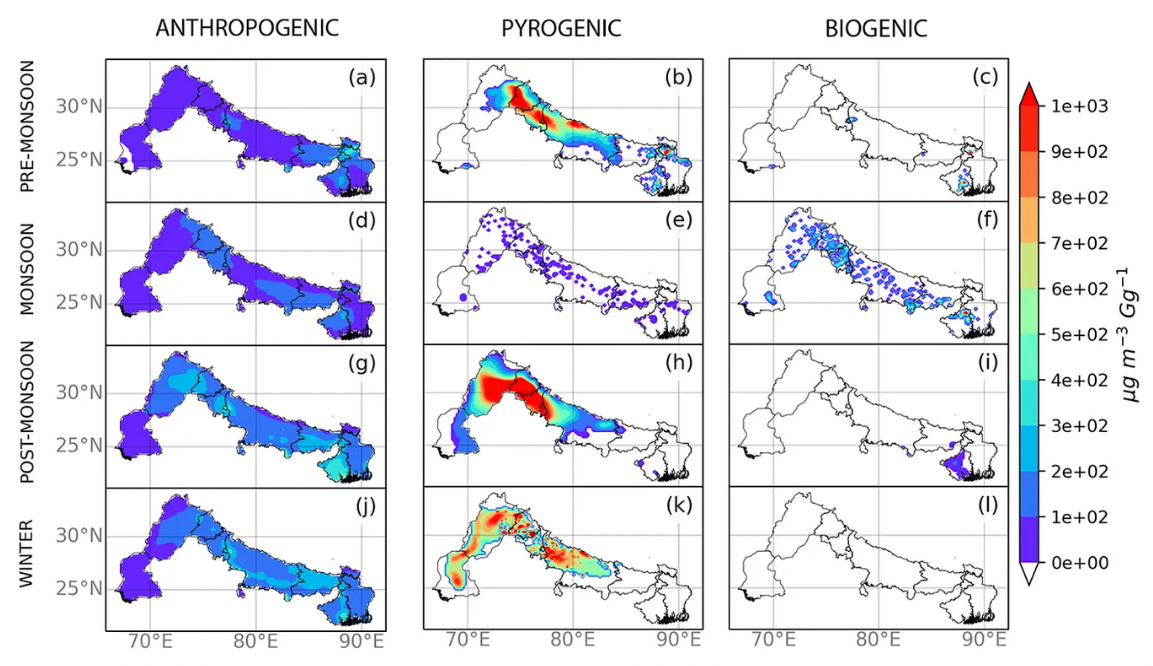 ANTHROPOGENIC PYROGENIC BIOGENIC
PRE-MONSOON
30°N
25°N
(a) (b) (c)
MONSOON
30°N
25°N
(d) (e) (f)
POST-MONSOON
30°N
25°N
(g) (h) (i)
WINTER
30°N
25°N
(j) (k) (l)
70°E 80°E 90°E 70°E 80°E 90°E 70°E 80°E 90°E
1e+03
9e+02
8e+02
7e+02
6e+02
5e+02
4e+02
3e+02
2e+02
1e+02
0e+00
μg m⁻³ Gg⁻¹